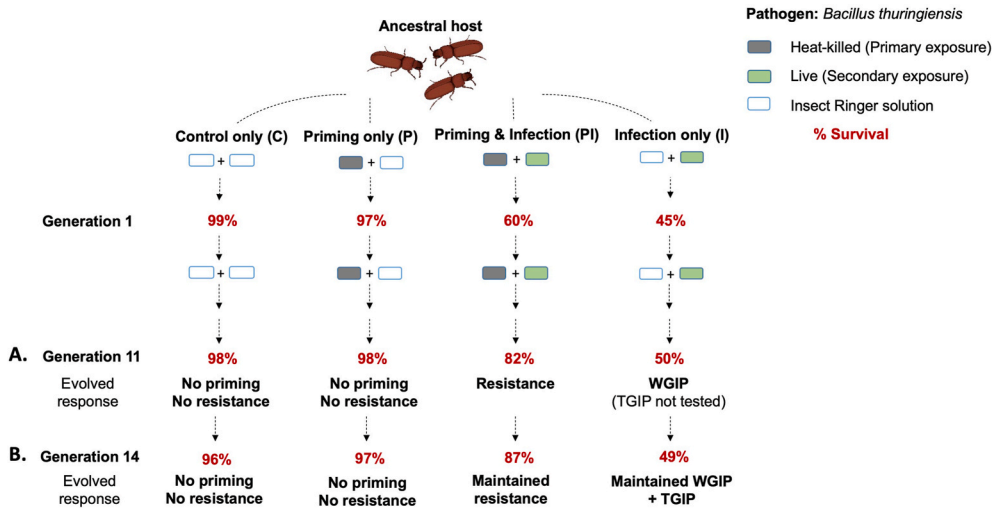 Ancestral host
Pathogen: Bacillus thuringiensis
Heat-killed (Primary exposure)
Live (Secondary exposure)
Insect Ringer solution
% Survival
Control only (C) Priming only (P) Priming & Infection (PI) Infection only (I)
+ + + +
Generation 1 99% 97% 60% 45%
+ + + +
A. Generation 11 98% 98% 82% 50%
Evolved response No priming No resistance No priming No resistance Resistance WGIP (TGIP not tested)
B. Generation 14 96% 97% 87% 49%
Evolved response No priming No resistance No priming No resistance Maintained resistance Maintained WGIP + TGIP